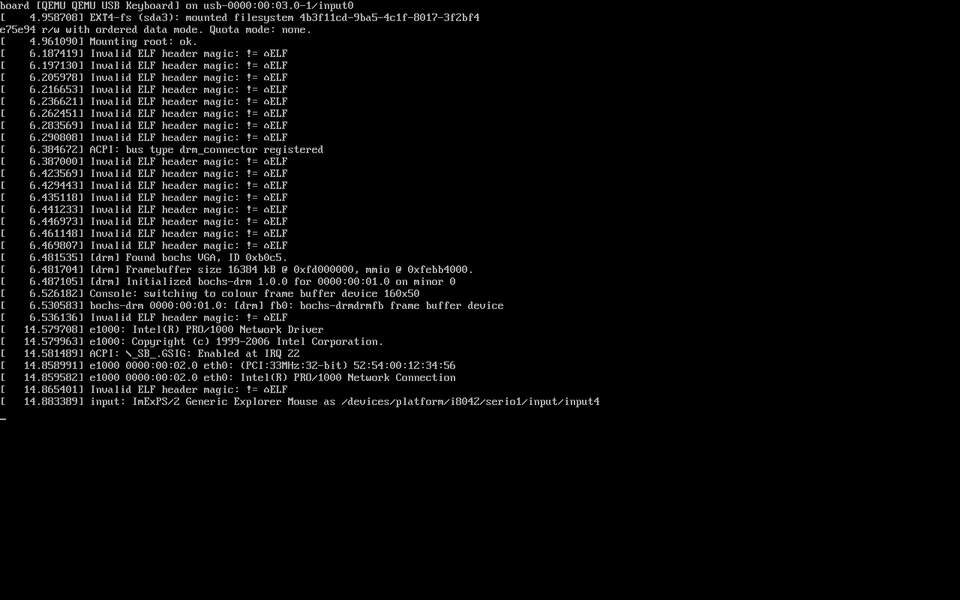 board [QEMU QEMU USB Keyboard] on usb-0000:00:03.0-1/input0
[    4.958708] EXT4-fs (sda3): mounted filesystem 4b3f11cd-9ba5-4c1f-8017-3f2bf4
e75e94 r/w with ordered data mode. Quota mode: none.
[    4.961090] Mounting root: ok.
[    6.187419] Invalid ELF header magic: != ⌂ELF
[    6.197130] Invalid ELF header magic: != ⌂ELF
[    6.205978] Invalid ELF header magic: != ⌂ELF
[    6.216653] Invalid ELF header magic: != ⌂ELF
[    6.236621] Invalid ELF header magic: != ⌂ELF
[    6.262451] Invalid ELF header magic: != ⌂ELF
[    6.283569] Invalid ELF header magic: != ⌂ELF
[    6.290808] Invalid ELF header magic: != ⌂ELF
[    6.384672] ACPI: bus type drm_connector registered
[    6.387000] Invalid ELF header magic: != ⌂ELF
[    6.423569] Invalid ELF header magic: != ⌂ELF
[    6.429443] Invalid ELF header magic: != ⌂ELF
[    6.435118] Invalid ELF header magic: != ⌂ELF
[    6.441233] Invalid ELF header magic: != ⌂ELF
[    6.446973] Invalid ELF header magic: != ⌂ELF
[    6.461148] Invalid ELF header magic: != ⌂ELF
[    6.469807] Invalid ELF header magic: != ⌂ELF
[    6.481535] [drm] Found bochs VGA, ID 0xb0c5.
[    6.481704] [drm] Framebuffer size 16384 kB @ 0xfd000000, mmio @ 0xfebb4000.
[    6.487105] [drm] Initialized bochs-drm 1.0.0 for 0000:00:01.0 on minor 0
[    6.526182] Console: switching to colour frame buffer device 160x50
[    6.530583] bochs-drm 0000:00:01.0: [drm] fb0: bochs-drmdrmfb frame buffer device
[    6.536136] Invalid ELF header magic: != ⌂ELF
[   14.579708] e1000: Intel(R) PRO/1000 Network Driver
[   14.579963] e1000: Copyright (c) 1999-2006 Intel Corporation.
[   14.581489] ACPI: \_SB_.GSIG: Enabled at IRQ 22
[   14.858991] e1000 0000:00:02.0 eth0: (PCI:33MHz:32-bit) 52:54:00:12:34:56
[   14.859582] e1000 0000:00:02.0 eth0: Intel(R) PRO/1000 Network Connection
[   14.865401] Invalid ELF header magic: != ⌂ELF
[   14.883389] input: ImExPS/2 Generic Explorer Mouse as /devices/platform/i8042/serio1/input/input4